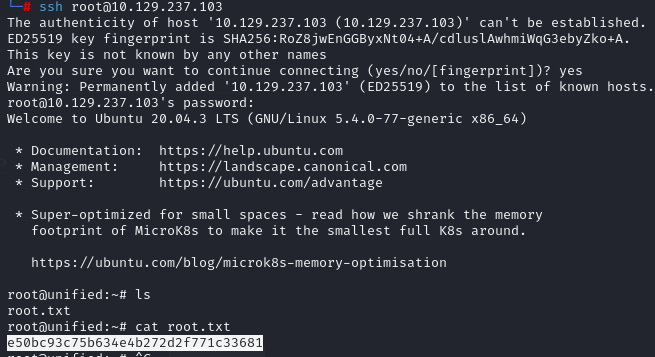 └─# ssh root@10.129.237.103
The authenticity of host '10.129.237.103 (10.129.237.103)' can't be established.
ED25519 key fingerprint is SHA256:RoZ8jwEnGGByxNt04+A/cdluslAwhmiWqG3ebyZko+A.
This key is not known by any other names
Are you sure you want to continue connecting (yes/no/[fingerprint])? yes
Warning: Permanently added '10.129.237.103' (ED25519) to the list of known hosts.
root@10.129.237.103's password:
Welcome to Ubuntu 20.04.3 LTS (GNU/Linux 5.4.0-77-generic x86_64)
* Documentation:  https://help.ubuntu.com
* Management:     https://landscape.canonical.com
* Support:        https://ubuntu.com/advantage
* Super-optimized for small spaces - read how we shrank the memory
footprint of MicroK8s to make it the smallest full K8s around.
https://ubuntu.com/blog/microk8s-memory-optimisation
root@unified:~# ls
root.txt
root@unified:~# cat root.txt
e50bc93c75b634e4b272d2f771c33681
root@unified:~# ^C